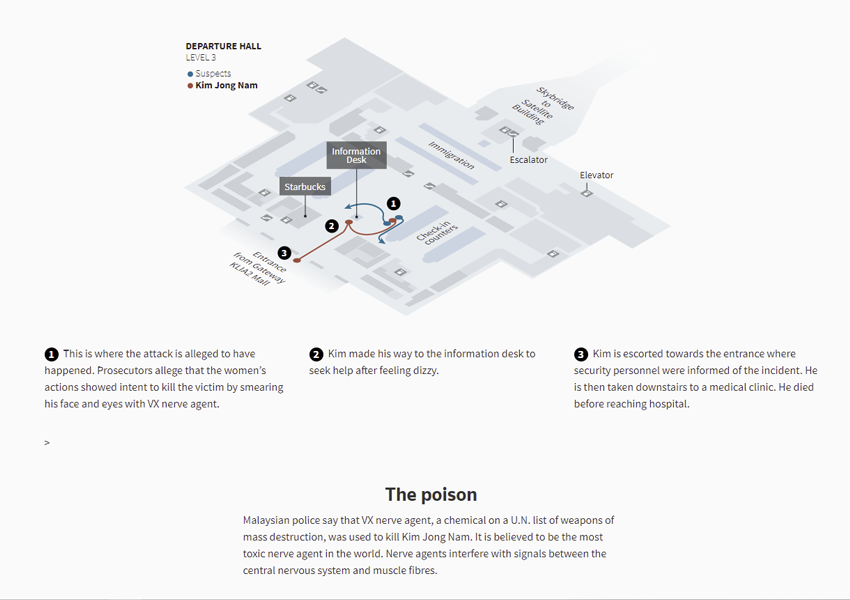 DEPARTURE HALL
LEVEL 3
Suspects
Kim Jong Nam
Skybridge
to
Satellite
Building
Immigration
Escalator
Information
Desk
Elevator
Starbucks
1
2
Check-in
counters
3
Entrance
from Gateway
KLIA2 Mall
1 This is where the attack is alleged to have
happened. Prosecutors allege that the women's
actions showed intent to kill the victim by smearing
his face and eyes with VX nerve agent.
2 Kim made his way to the information desk to
seek help after feeling dizzy.
3 Kim is escorted towards the entrance where
security personnel were informed of the incident. He
is then taken downstairs to a medical clinic. He died
before reaching hospital.
>
The poison
Malaysian police say that VX nerve agent, a chemical on a U.N. list of weapons of
mass destruction, was used to kill Kim Jong Nam. It is believed to be the most
toxic nerve agent in the world. Nerve agents interfere with signals between the
central nervous system and muscle fibres.